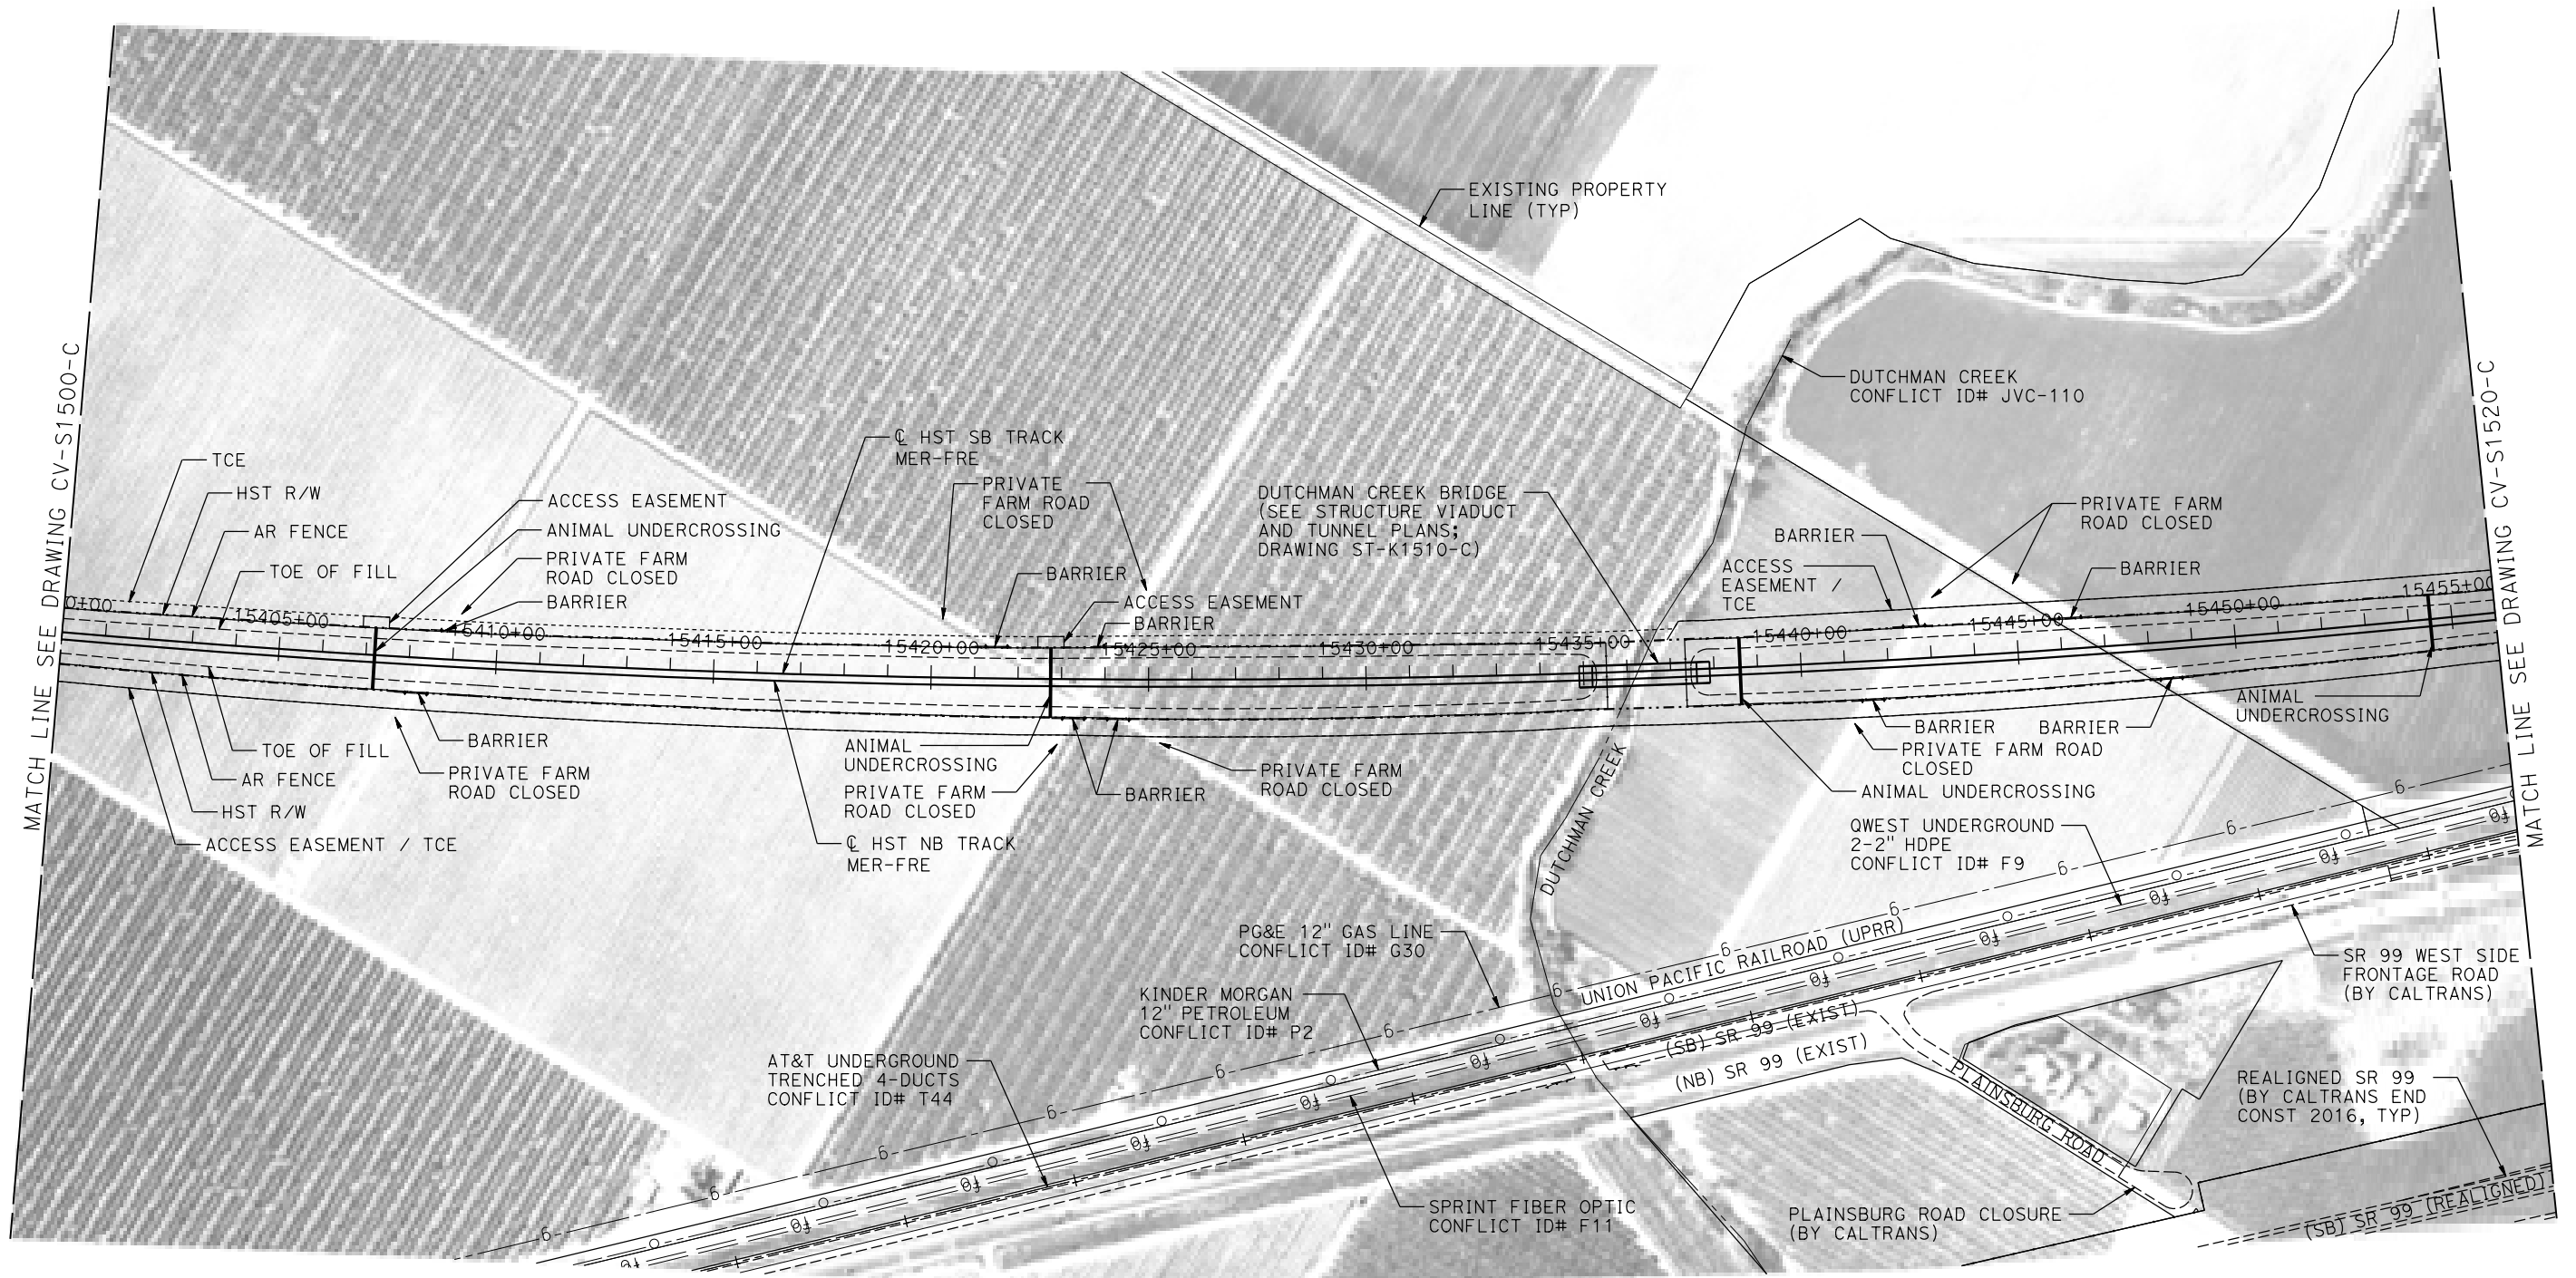 MATCH LINE SEE DRAWING CV-S1500-C
EXISTING PROPERTY
LINE (TYP)
DUTCHMAN CREEK
CONFLICT ID# JVC-110
MATCH LINE SEE DRAWING CV-S1520-C
TCE
HST R/W
AR FENCE
TOE OF FILL
ACCESS EASEMENT
ANIMAL UNDERCROSSING
PRIVATE FARM
ROAD CLOSED
BARRIER
℄ HST SB TRACK
MER-FRE
PRIVATE
FARM ROAD
CLOSED
BARRIER
ACCESS EASEMENT
BARRIER
DUTCHMAN CREEK BRIDGE
(SEE STRUCTURE VIADUCT
AND TUNNEL PLANS;
DRAWING ST-K1510-C)
BARRIER
ACCESS
EASEMENT /
TCE
PRIVATE FARM
ROAD CLOSED
BARRIER
0+00
15405+00
15410+00
15415+00
15420+00
15425+00
15430+00
15435+00
15440+00
15445+00
15450+00
15455+00
TOE OF FILL
AR FENCE
HST R/W
ACCESS EASEMENT / TCE
BARRIER
PRIVATE FARM
ROAD CLOSED
ANIMAL
UNDERCROSSING
PRIVATE FARM
ROAD CLOSED
℄ HST NB TRACK
MER-FRE
BARRIER
PRIVATE FARM
ROAD CLOSED
DUTCHMAN CREEK
BARRIER
BARRIER
PRIVATE FARM ROAD
CLOSED
ANIMAL UNDERCROSSING
ANIMAL
UNDERCROSSING
QWEST UNDERGROUND
2-2" HDPE
CONFLICT ID# F9
PG&E 12" GAS LINE
CONFLICT ID# G30
KINDER MORGAN
12" PETROLEUM
CONFLICT ID# P2
AT&T UNDERGROUND
TRENCHED 4-DUCTS
CONFLICT ID# T44
SPRINT FIBER OPTIC
CONFLICT ID# F11
UNION PACIFIC RAILROAD (UPRR)
(SB) SR 99 (EXIST)
(NB) SR 99 (EXIST)
PLAINSBURG ROAD
SR 99 WEST SIDE
FRONTAGE ROAD
(BY CALTRANS)
REALIGNED SR 99
(BY CALTRANS END
CONST 2016, TYP)
PLAINSBURG ROAD CLOSURE
(BY CALTRANS)
(SB) SR 99 (REALIGNED)